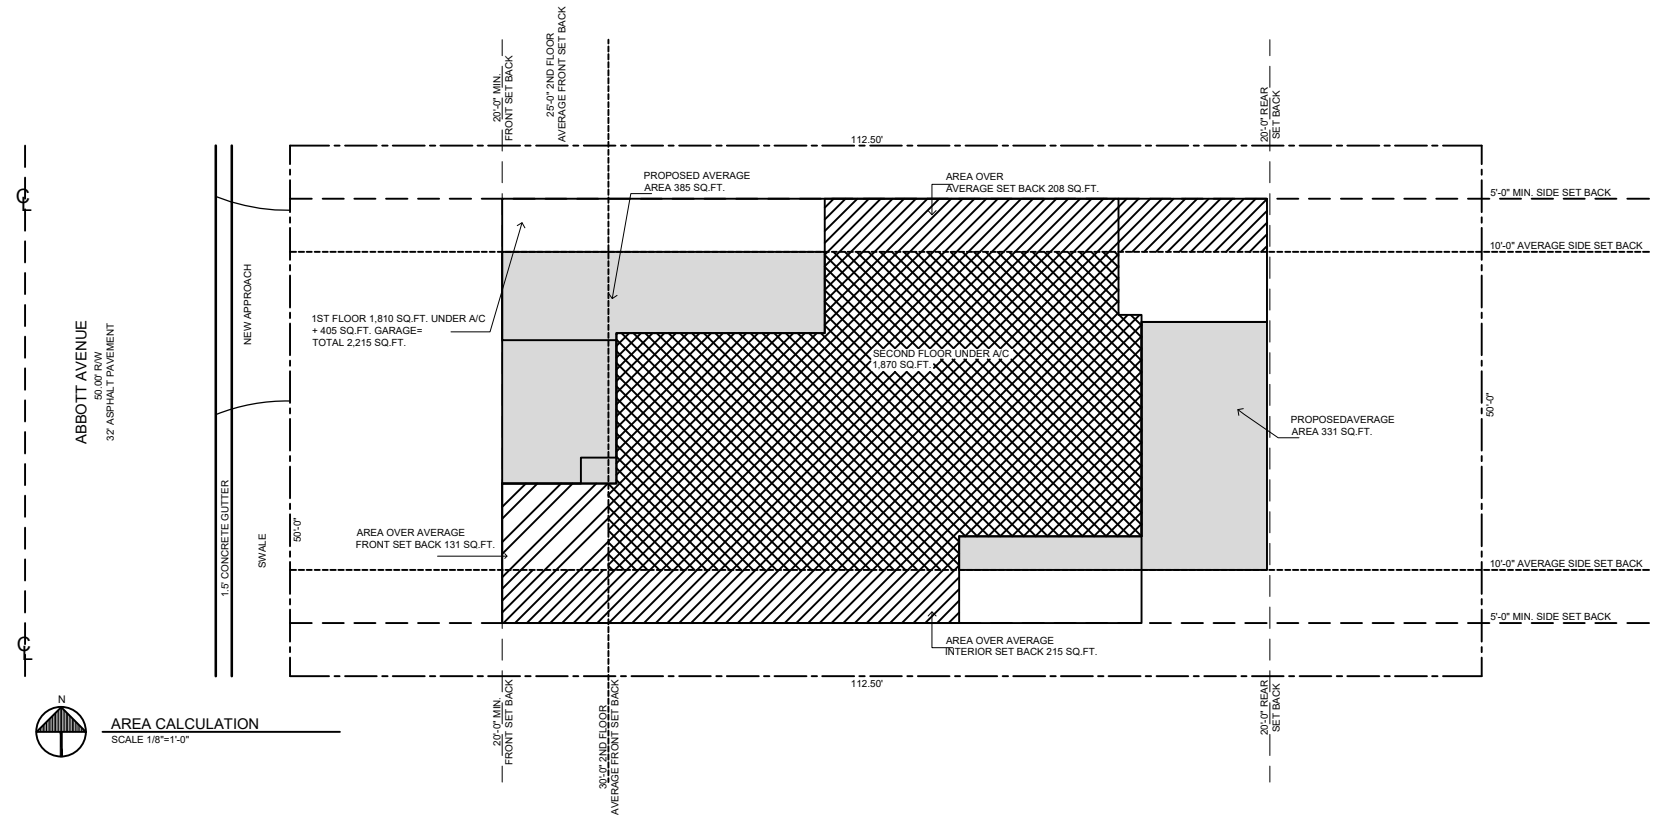 20'-0" MIN.
FRONT SET BACK
25'-0" 2ND FLOOR
AVERAGE FRONT SET BACK
20'-0" REAR
SET BACK
112.50'
PROPOSED AVERAGE
AREA 385 SQ.FT.
AREA OVER
AVERAGE SET BACK 208 SQ.FT.
5'-0" MIN. SIDE SET BACK
10'-0" AVERAGE SIDE SET BACK
CL
ABBOTT AVENUE
50.00' R/W
32' ASPHALT PAVEMENT
NEW APPROACH
1ST FLOOR 1,810 SQ.FT. UNDER A/C
+ 405 SQ.FT. GARAGE=
TOTAL 2,215 SQ.FT.
SECOND FLOOR UNDER A/C
1,870 SQ.FT.
50'-0"
PROPOSEDAVERAGE
AREA 331 SQ.FT.
1.5' CONCRETE GUTTER
SWALE
50'-0"
AREA OVER AVERAGE
FRONT SET BACK 131 SQ.FT.
10'-0" AVERAGE SIDE SET BACK
5'-0" MIN. SIDE SET BACK
CL
AREA OVER AVERAGE
INTERIOR SET BACK 215 SQ.FT.
112.50'
20'-0" MIN.
FRONT SET BACK
30'-0" 2ND FLOOR
AVERAGE FRONT SET BACK
20'-0" REAR
SET BACK
N
AREA CALCULATION
SCALE 1/8"=1'-0"